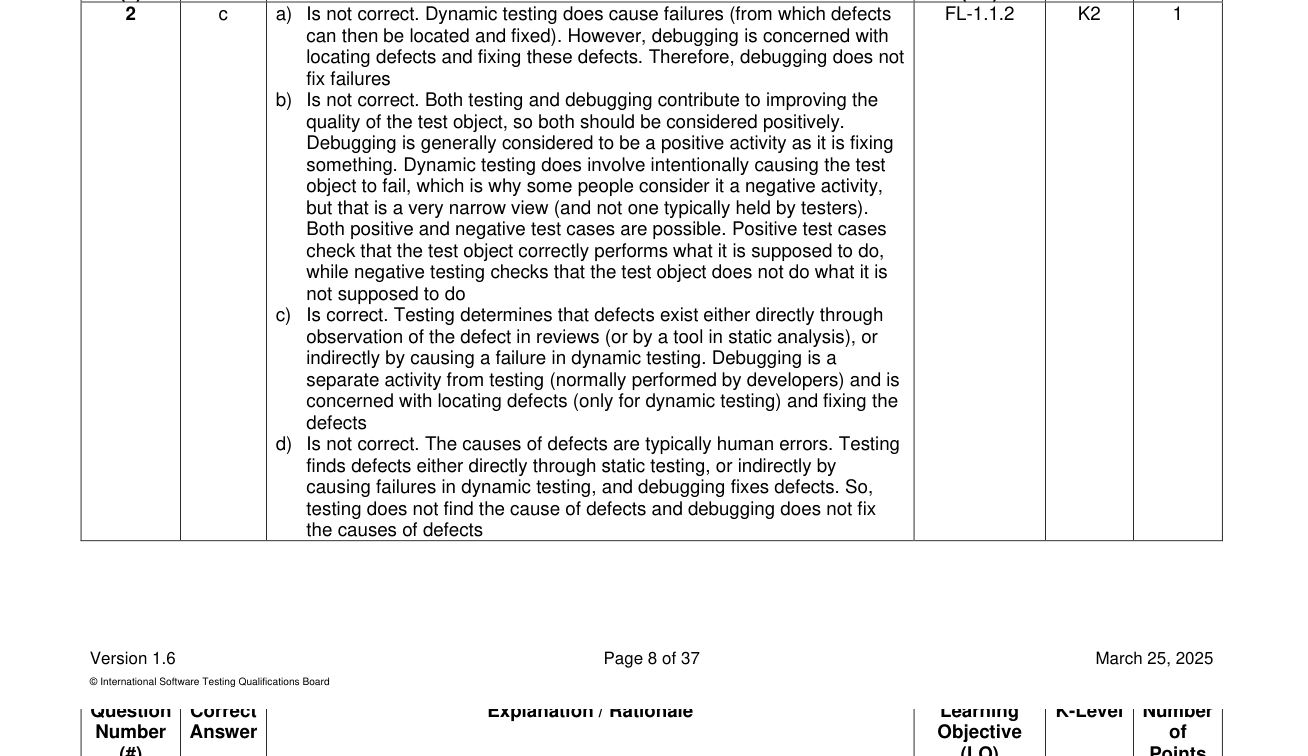 2 c a) Is not correct. Dynamic testing does cause failures (from which defects FL-1.1.2 K2 1
can then be located and fixed). However, debugging is concerned with
locating defects and fixing these defects. Therefore, debugging does not
fix failures
b) Is not correct. Both testing and debugging contribute to improving the
quality of the test object, so both should be considered positively.
Debugging is generally considered to be a positive activity as it is fixing
something. Dynamic testing does involve intentionally causing the test
object to fail, which is why some people consider it a negative activity,
but that is a very narrow view (and not one typically held by testers).
Both positive and negative test cases are possible. Positive test cases
check that the test object correctly performs what it is supposed to do,
while negative testing checks that the test object does not do what it is
not supposed to do
c) Is correct. Testing determines that defects exist either directly through
observation of the defect in reviews (or by a tool in static analysis), or
indirectly by causing a failure in dynamic testing. Debugging is a
separate activity from testing (normally performed by developers) and is
concerned with locating defects (only for dynamic testing) and fixing the
defects
d) Is not correct. The causes of defects are typically human errors. Testing
finds defects either directly through static testing, or indirectly by
causing failures in dynamic testing, and debugging fixes defects. So,
testing does not find the cause of defects and debugging does not fix
the causes of defects
Version 1.6 Page 8 of 37 March 25, 2025
© International Software Testing Qualifications Board
Question Correct Explanation / Rationale Learning K-Level Number
Number Answer Objective of
(#) (LO) Points